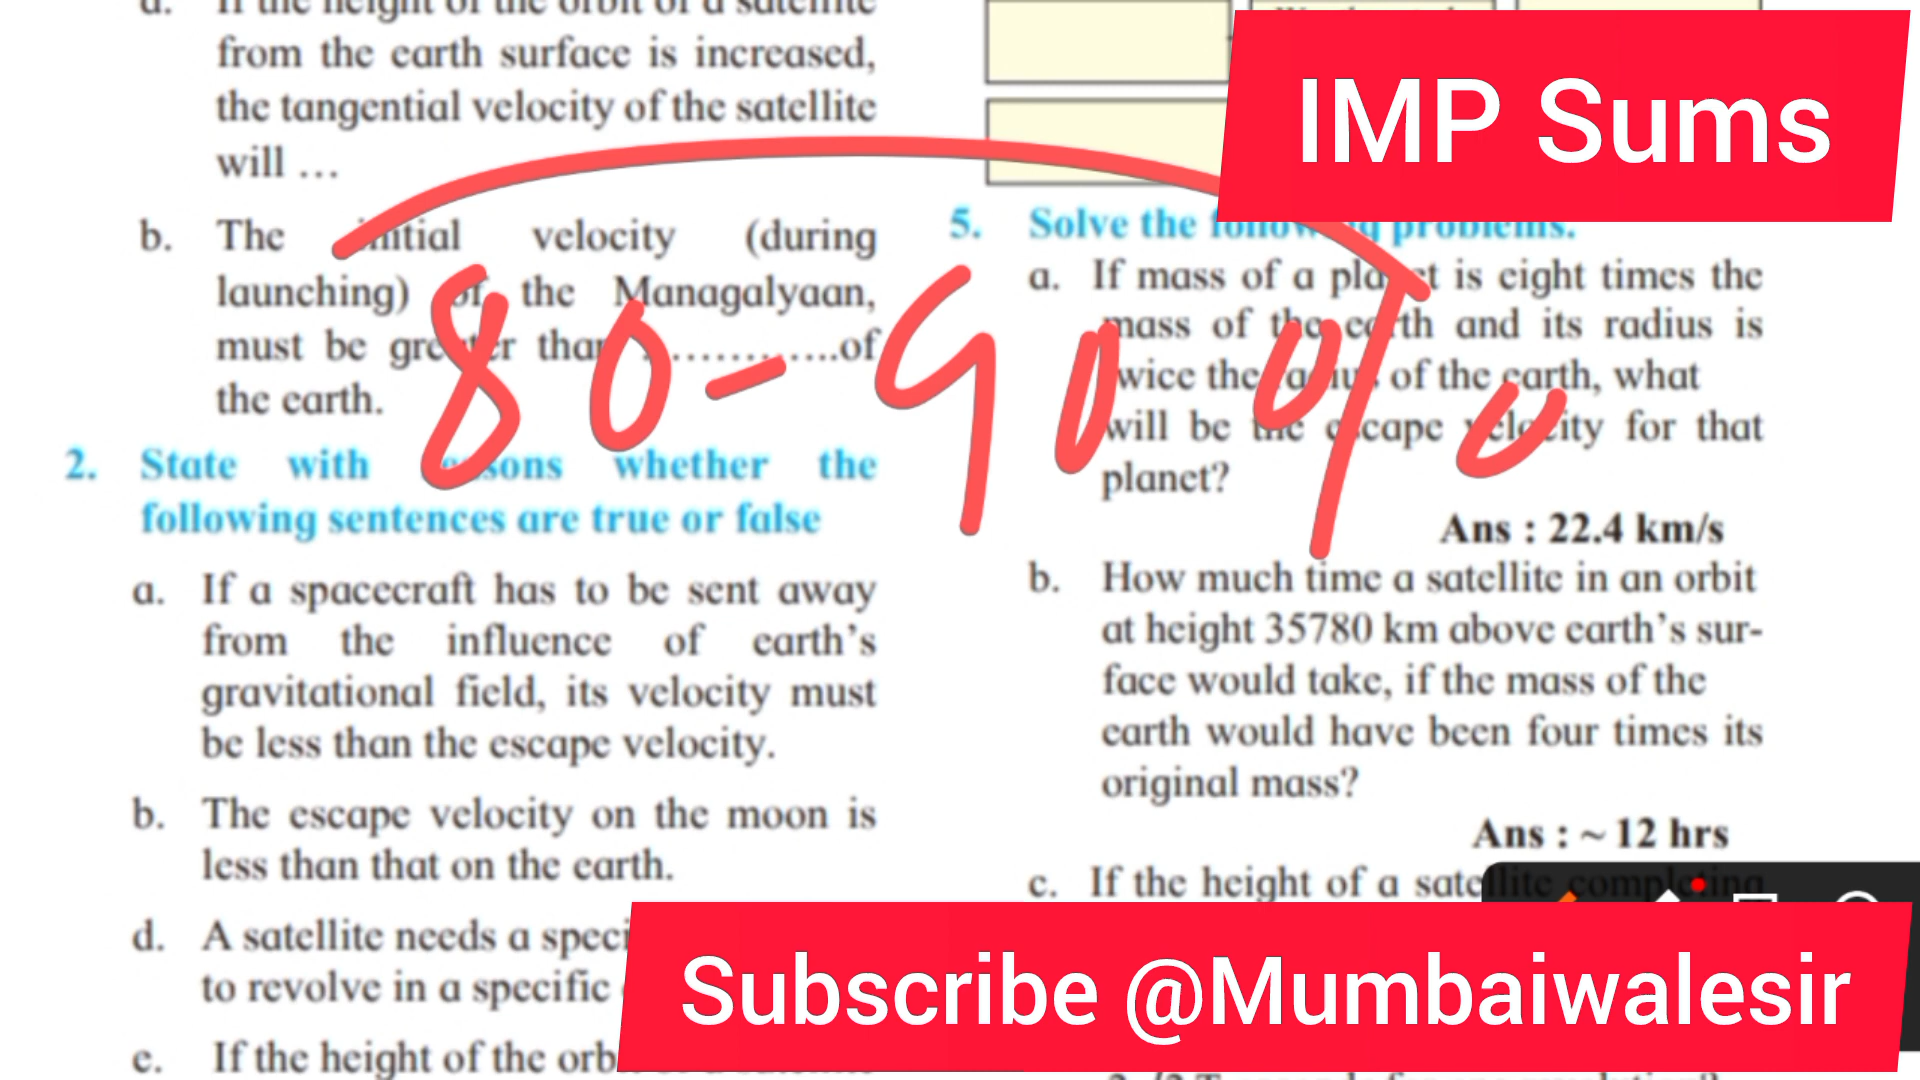 a. If the height of the orbit of a satellite
from the earth surface is increased,
the tangential velocity of the satellite
will ...
b. The initial velocity (during
launching) of the Managalyaan,
must be greater than ..............of
the earth.
2. State with reasons whether the
following sentences are true or false
a. If a spacecraft has to be sent away
from the influence of earth's
gravitational field, its velocity must
be less than the escape velocity.
b. The escape velocity on the moon is
less than that on the earth.
d. A satellite needs a speci
to revolve in a specific
e. If the height of the orb
IMP Sums
5. Solve the following problems.
a. If mass of a planet is eight times the
mass of the earth and its radius is
twice the radius of the earth, what
will be the escape velocity for that
planet?
Ans : 22.4 km/s
b. How much time a satellite in an orbit
at height 35780 km above earth's sur-
face would take, if the mass of the
earth would have been four times its
original mass?
Ans : ~ 12 hrs
c. If the height of a satellite completing
80-90%
Subscribe @Mumbaiwalesir